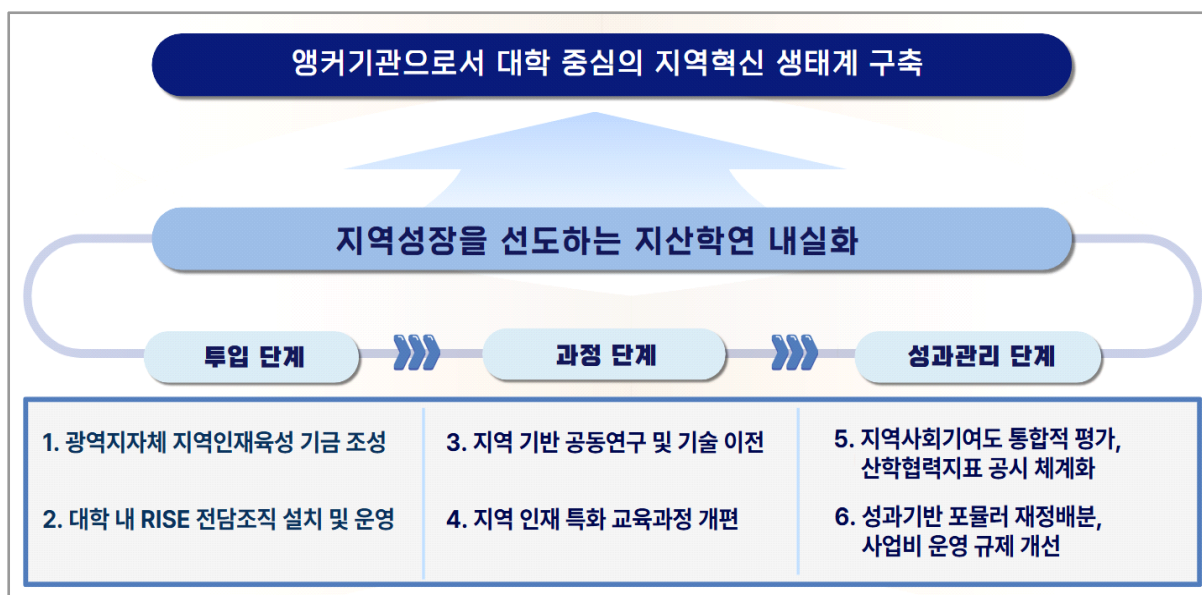 앵커기관으로서 대학 중심의 지역혁신 생태계 구축
지역성장을 선도하는 지산학연 내실화
투입 단계
과정 단계
성과관리 단계
1. 광역지자체 지역인재육성 기금 조성
2. 대학 내 RISE 전담조직 설치 및 운영
3. 지역 기반 공동연구 및 기술 이전
4. 지역 인재 특화 교육과정 개편
5. 지역사회기여도 통합적 평가,
산학협력지표 공시 체계화
6. 성과기반 포뮬러 재정배분,
사업비 운영 규제 개선